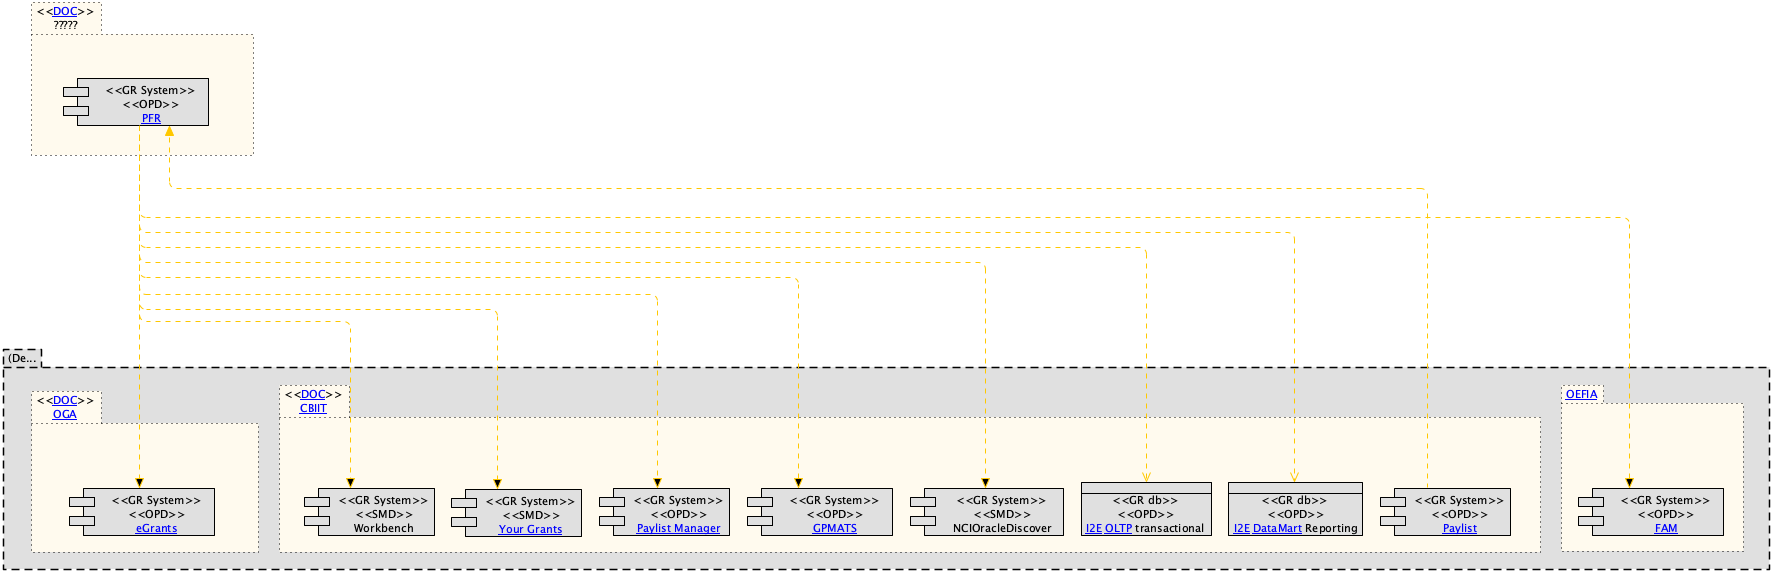 <<DOC>>
?????
<<GR System>>
<<OPD>>
PFR
(De...
<<DOC>>
OGA
<<GR System>>
<<OPD>>
eGrants
<<DOC>>
CBIIT
<<GR System>>
<<SMD>>
Workbench
<<GR System>>
<<SMD>>
Your Grants
<<GR System>>
<<OPD>>
Paylist Manager
<<GR System>>
<<OPD>>
GPMATS
<<GR System>>
<<SMD>>
NCIOracleDiscover
<<GR db>>
<<OPD>>
I2E OLTP transactional
<<GR db>>
<<OPD>>
I2E DataMart Reporting
<<GR System>>
<<OPD>>
Paylist
OEFIA
<<GR System>>
<<OPD>>
FAM